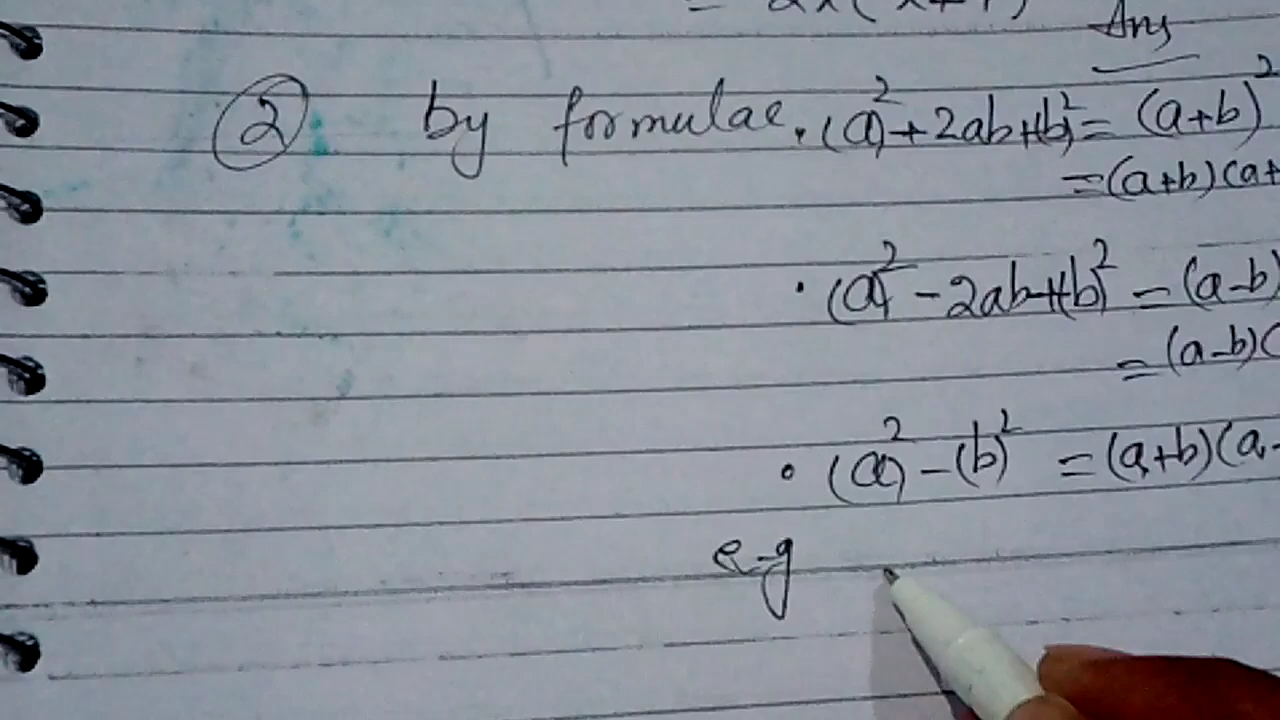 Ans
② by formulae. • (a)² + 2ab + (b)² = (a+b)²
= (a+b)(a+
• (a)² - 2ab + (b)² = (a-b)
= (a-b)(
• (a)² - (b)² = (a+b)(a-
e-g